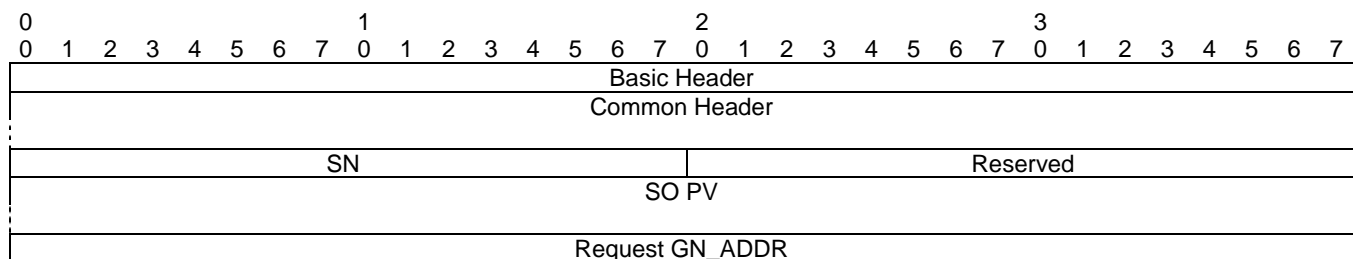 0 1 2 3
0 1 2 3 4 5 6 7 0 1 2 3 4 5 6 7 0 1 2 3 4 5 6 7 0 1 2 3 4 5 6 7
Basic Header
Common Header
SN Reserved
SO PV
Request GN_ADDR